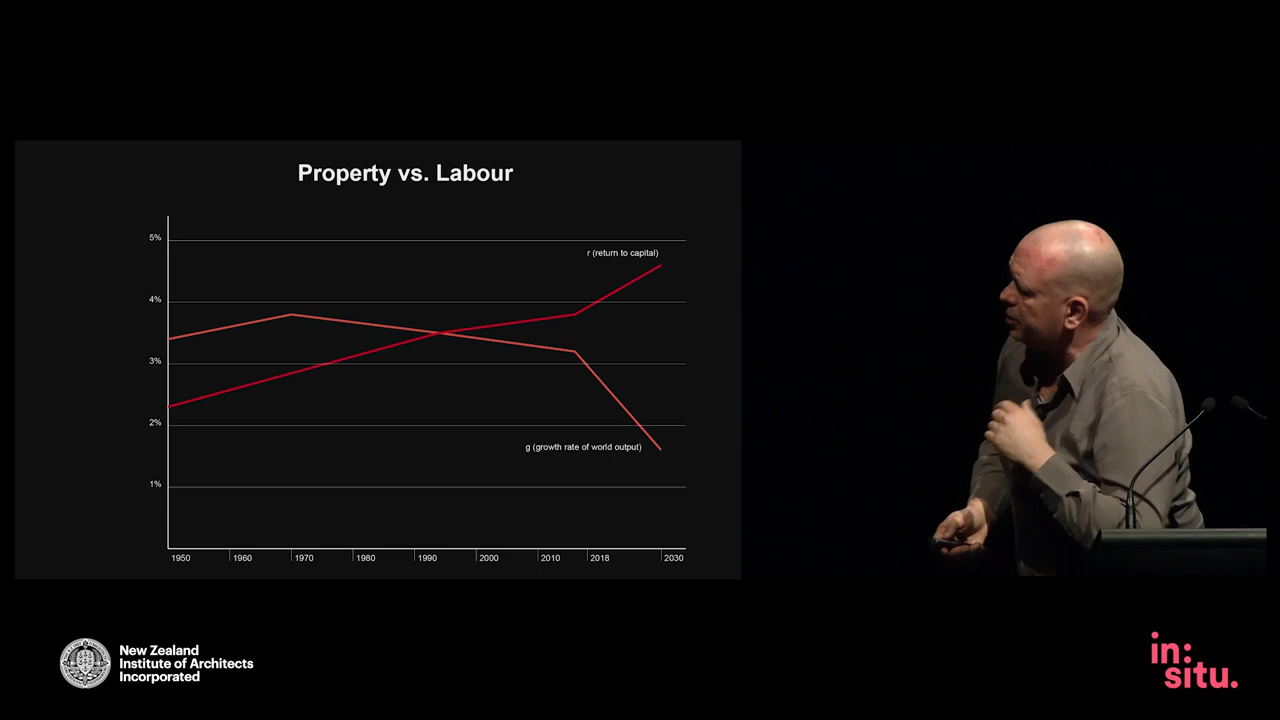 Property vs. Labour
5%
r (return to capital)
4%
3%
2%
g (growth rate of world output)
1%
1950 1960 1970 1980 1990 2000 2010 2018 2030
New Zealand
Institute of Architects
Incorporated
in:
situ.